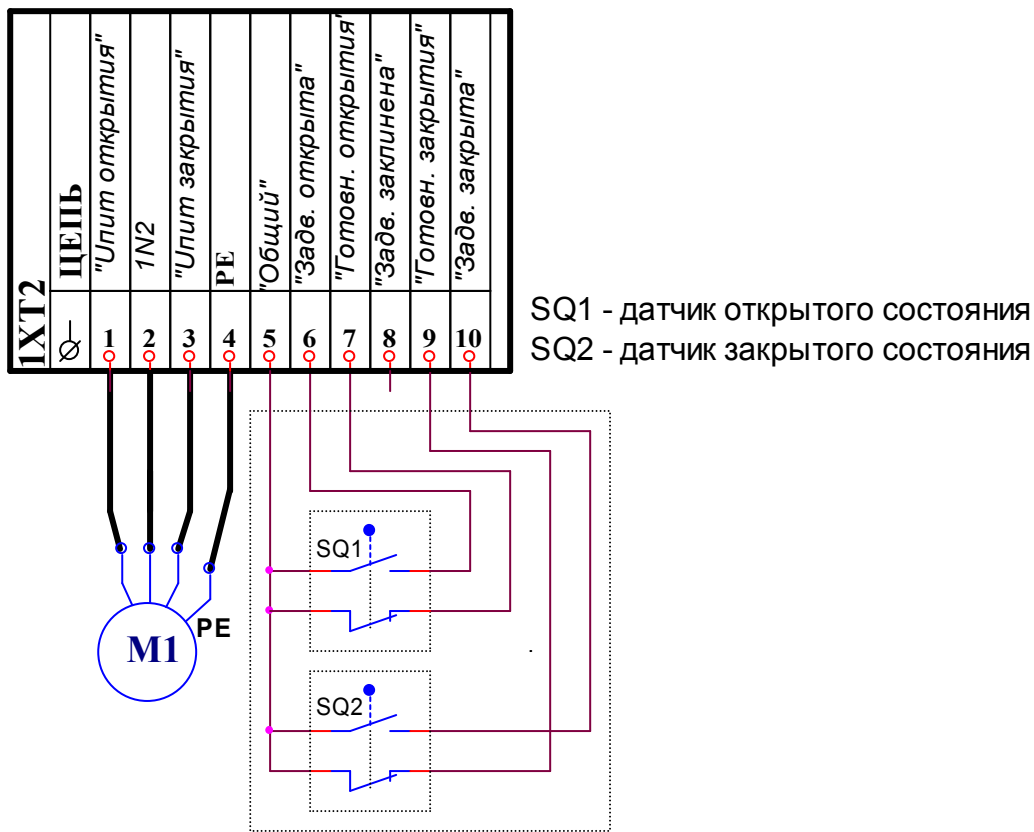 1XT2
ЦЕПЬ
"Uпит открытия"
1N2
"Uпит закрытия"
PE
"Общий"
"Задв. открыта"
"Готовн. открытия"
"Задв. заклинена"
"Готовн. закрытия"
"Задв. закрыта"
1 2 3 4 5 6 7 8 9 10
SQ1 - датчик открытого состояния
SQ2 - датчик закрытого состояния
SQ1
PE
M1
SQ2